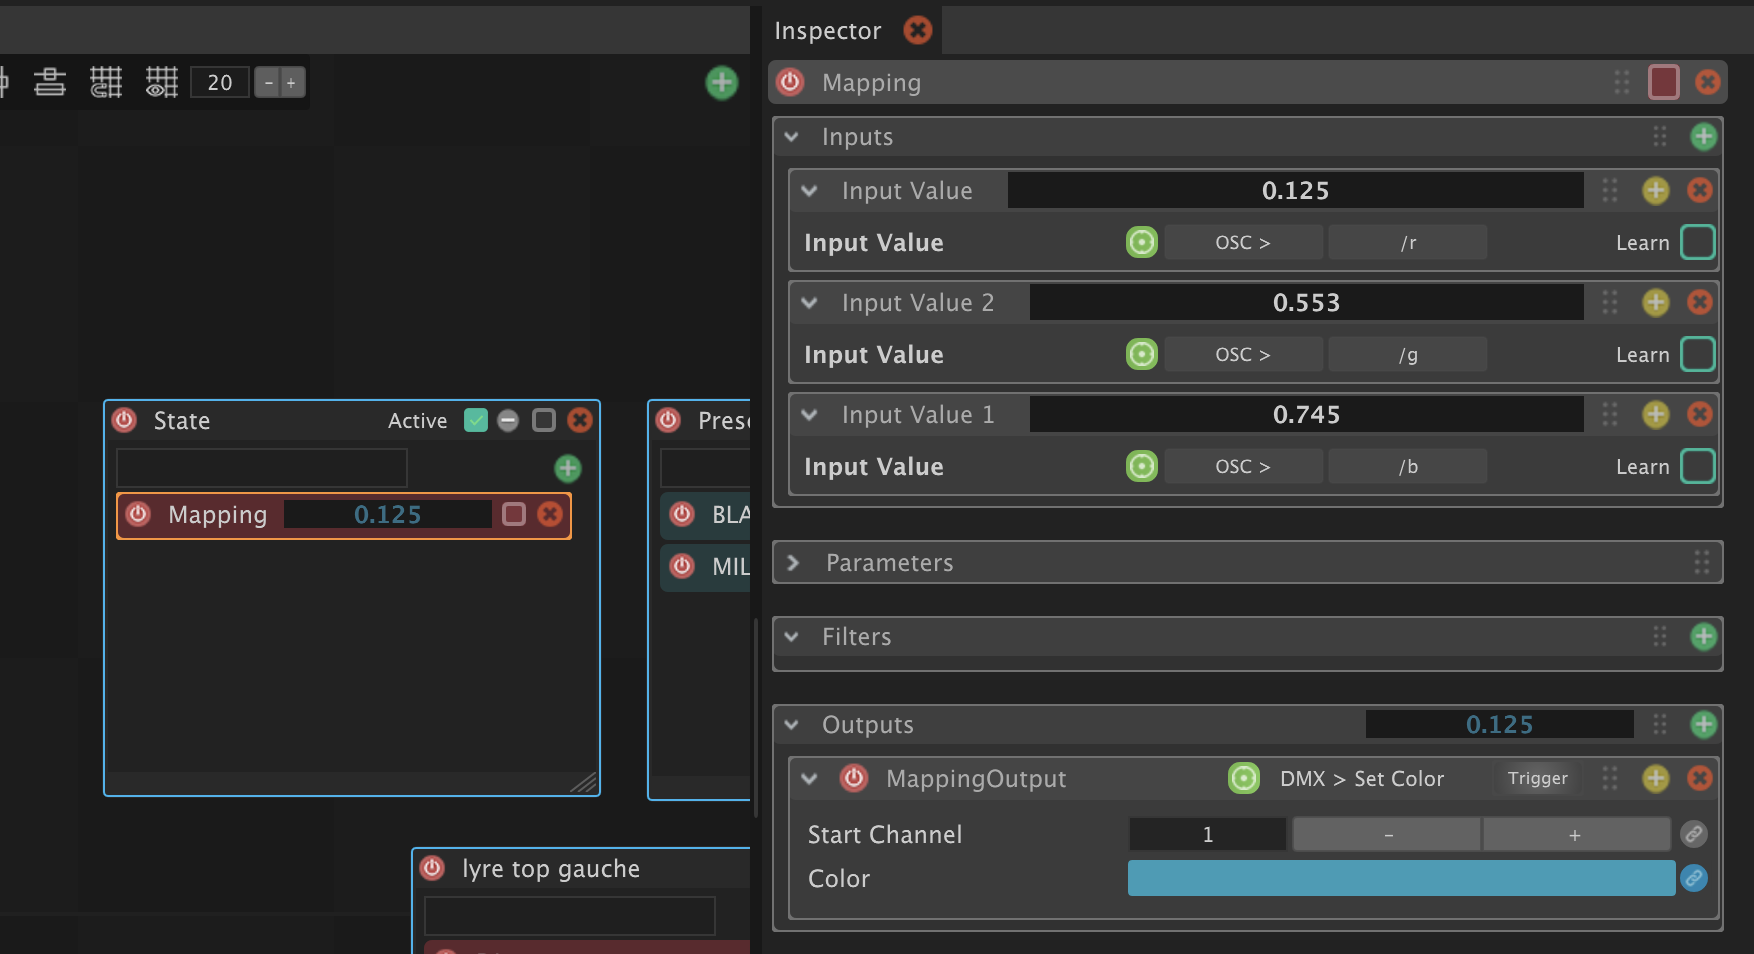 Inspector
20
-
+
Mapping
Inputs
Input Value
0.125
Input Value
OSC >
/r
Learn
Input Value 2
0.553
Input Value
OSC >
/g
Learn
Input Value 1
0.745
Input Value
OSC >
/b
Learn
Parameters
Filters
Outputs
0.125
MappingOutput
DMX > Set Color
Trigger
Start Channel
1
-
+
Color
State
Active
Mapping
0.125
Prese
BLA
MIL
lyre top gauche